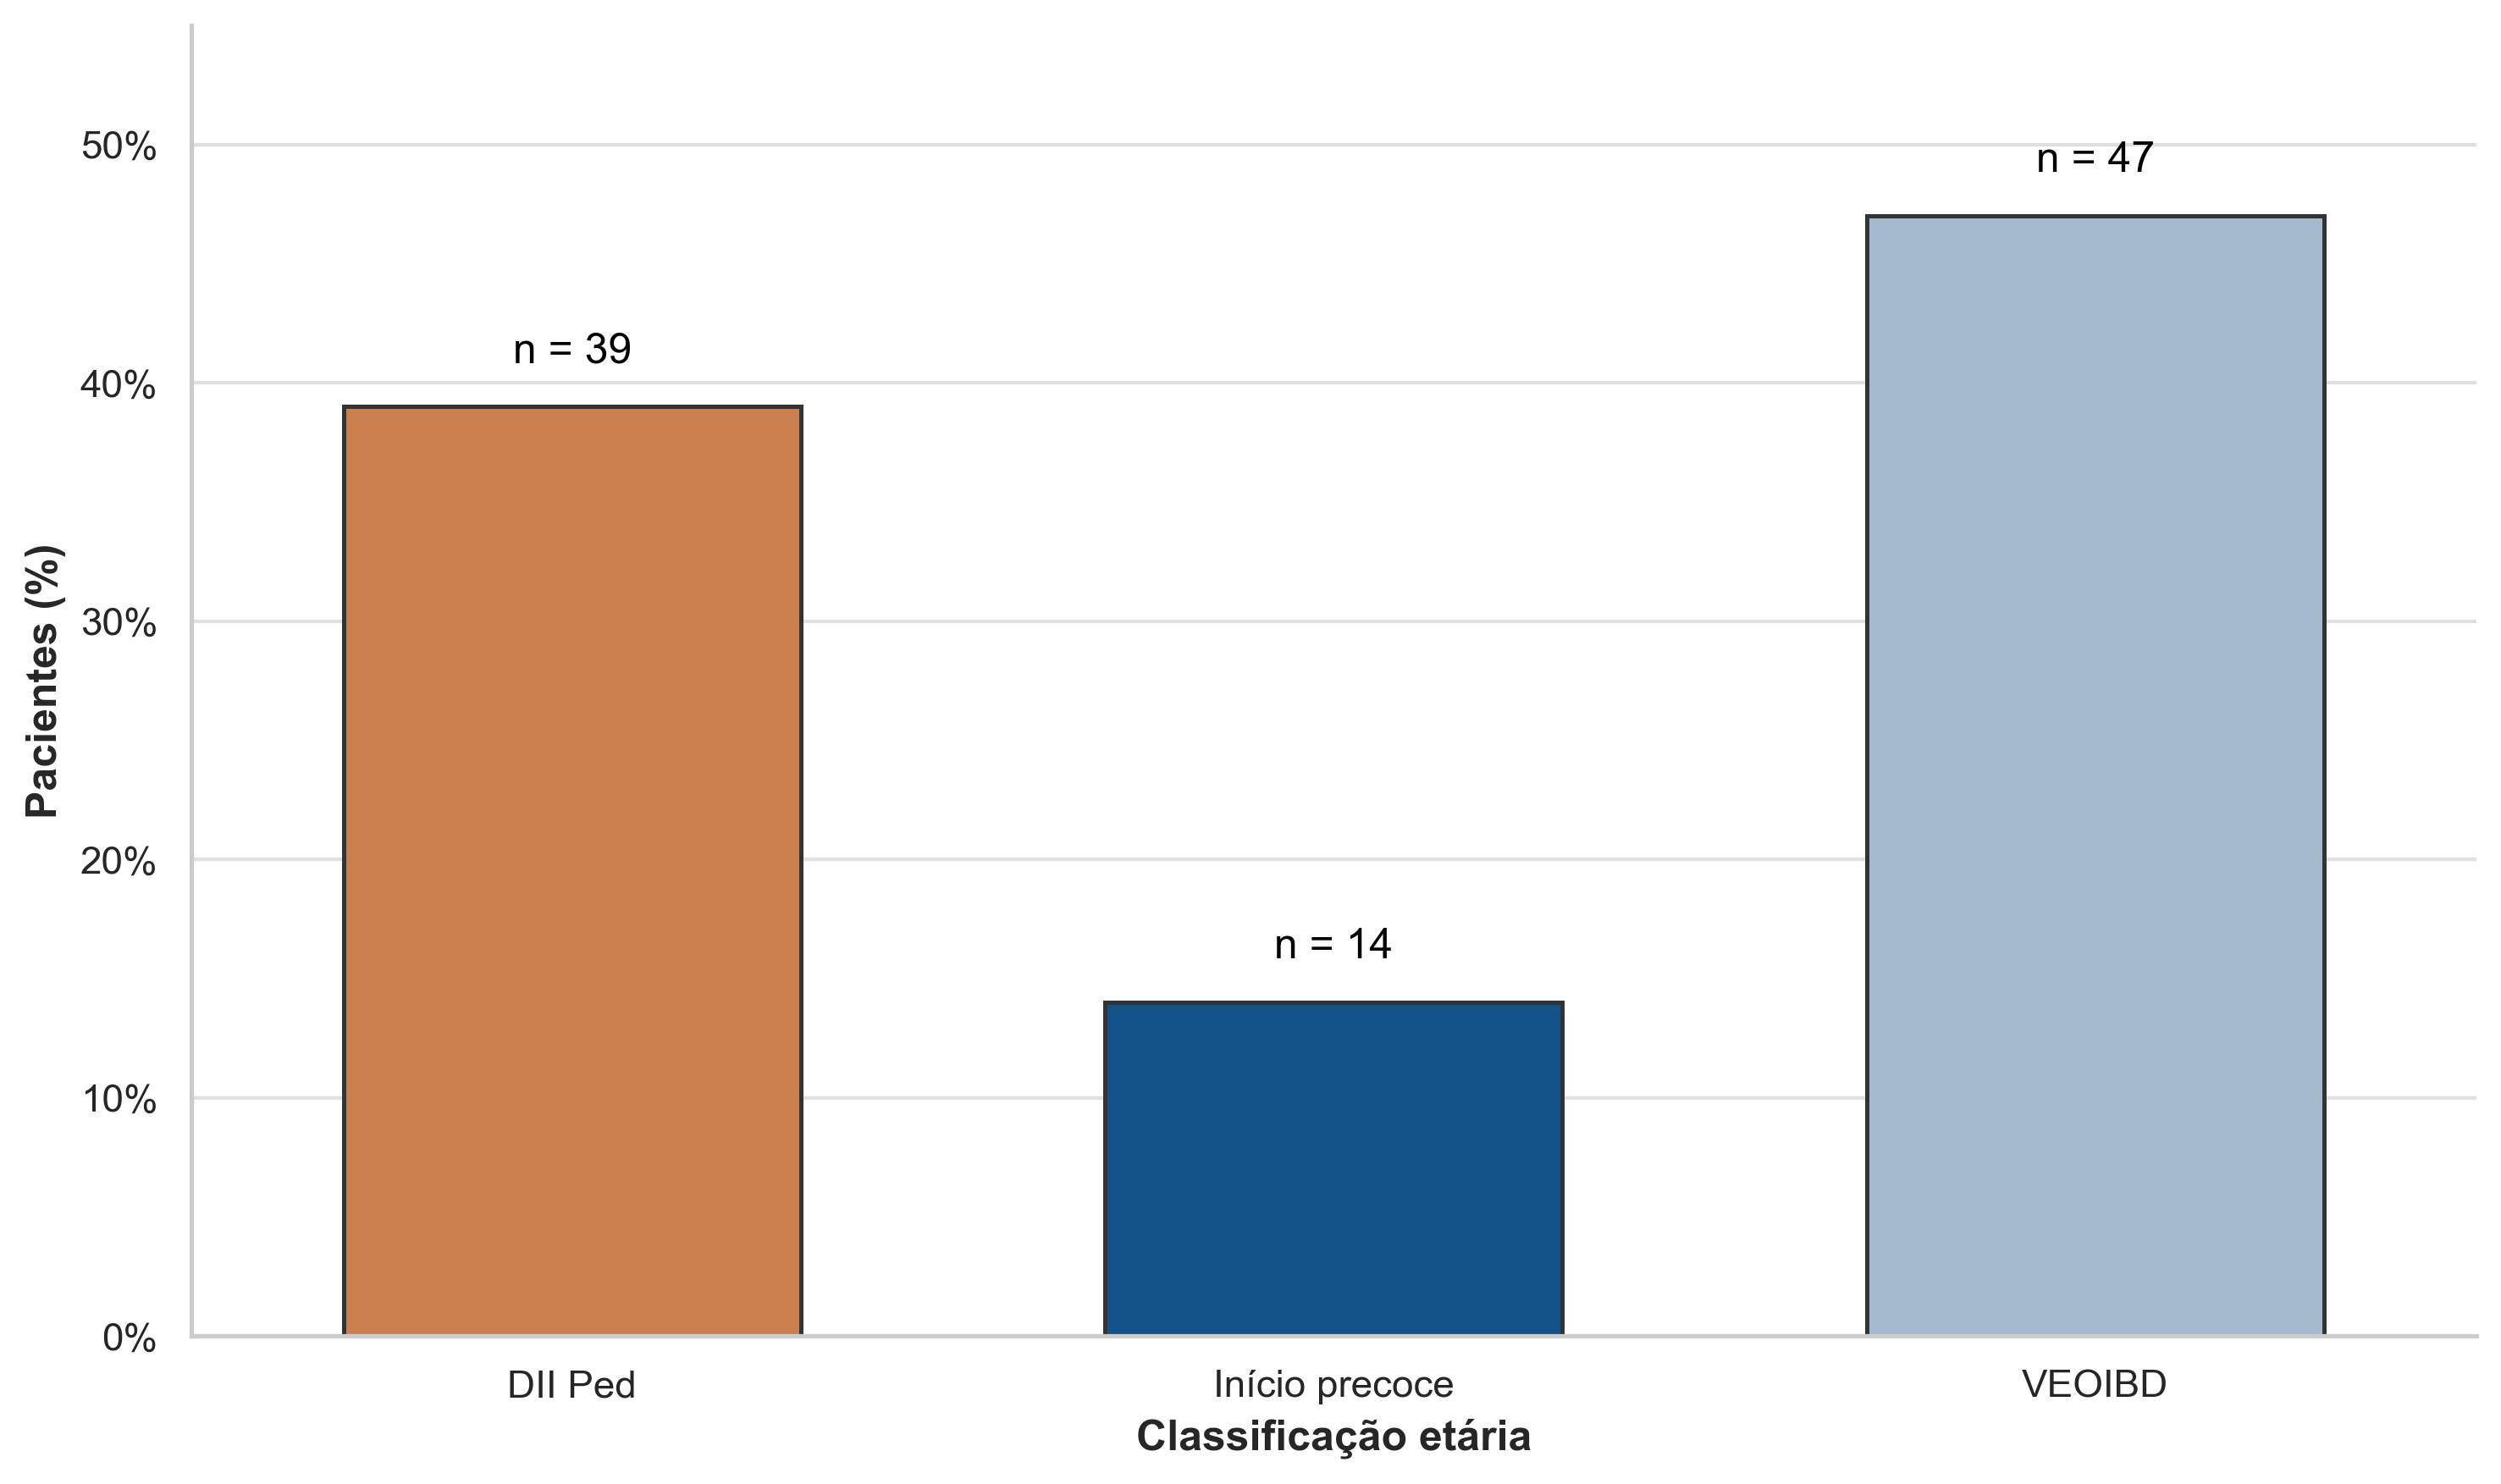 50%
n = 47
n = 39
40%
Pacientes (%)
30%
20%
n = 14
10%
0%
DII Ped
Início precoce
VEOIBD
Classificação etária